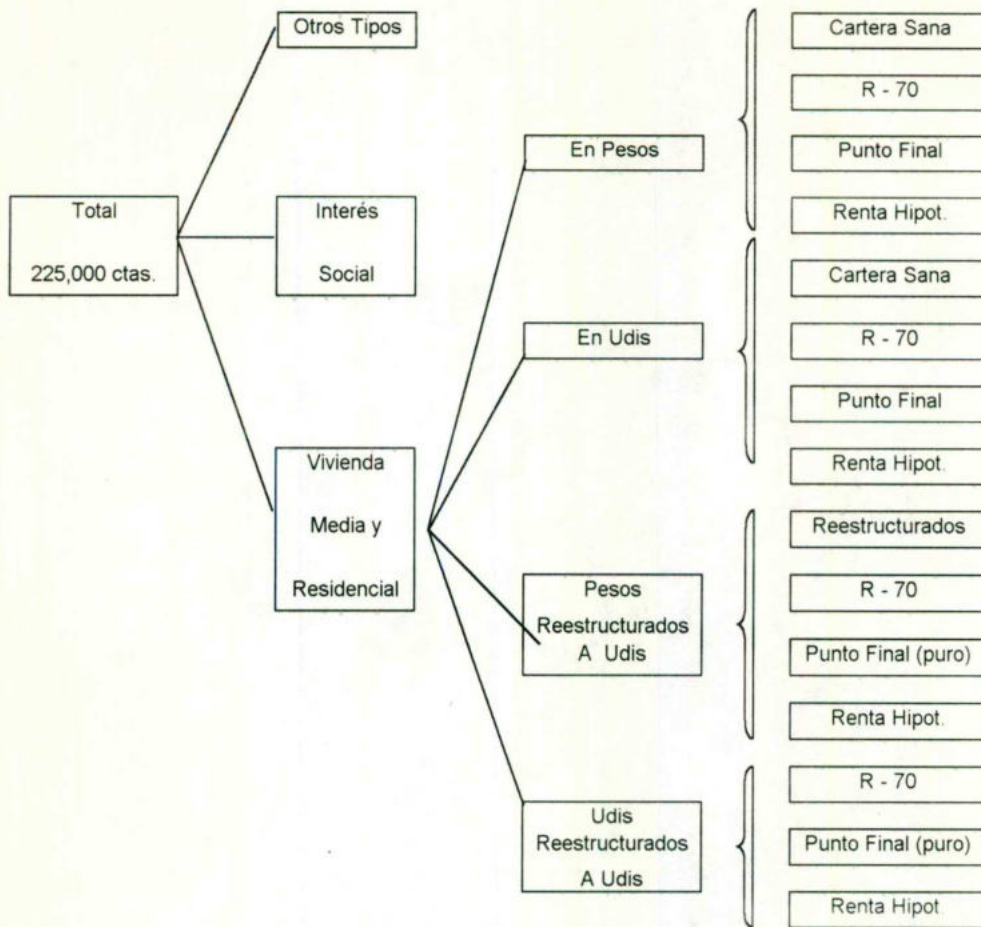 Otros Tipos
Total
225,000 ctas.
Interés
Social
Vivienda
Media y
Residencial
En Pesos
En Udis
Pesos
Reestructurados
A Udis
Udis
Reestructurados
A Udis
Cartera Sana
R - 70
Punto Final
Renta Hipot.
Cartera Sana
R - 70
Punto Final
Renta Hipot.
Reestructurados
R - 70
Punto Final (puro)
Renta Hipot.
R - 70
Punto Final (puro)
Renta Hipot